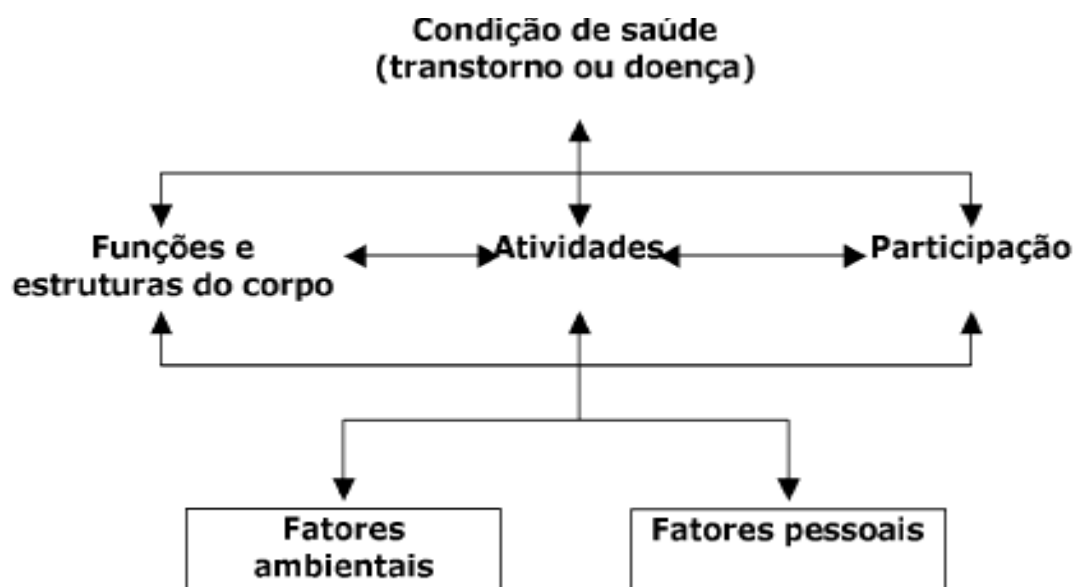 Condição de saúde
(transtorno ou doença)
Funções e
estruturas do corpo
Atividades
Participação
Fatores
ambientais
Fatores pessoais